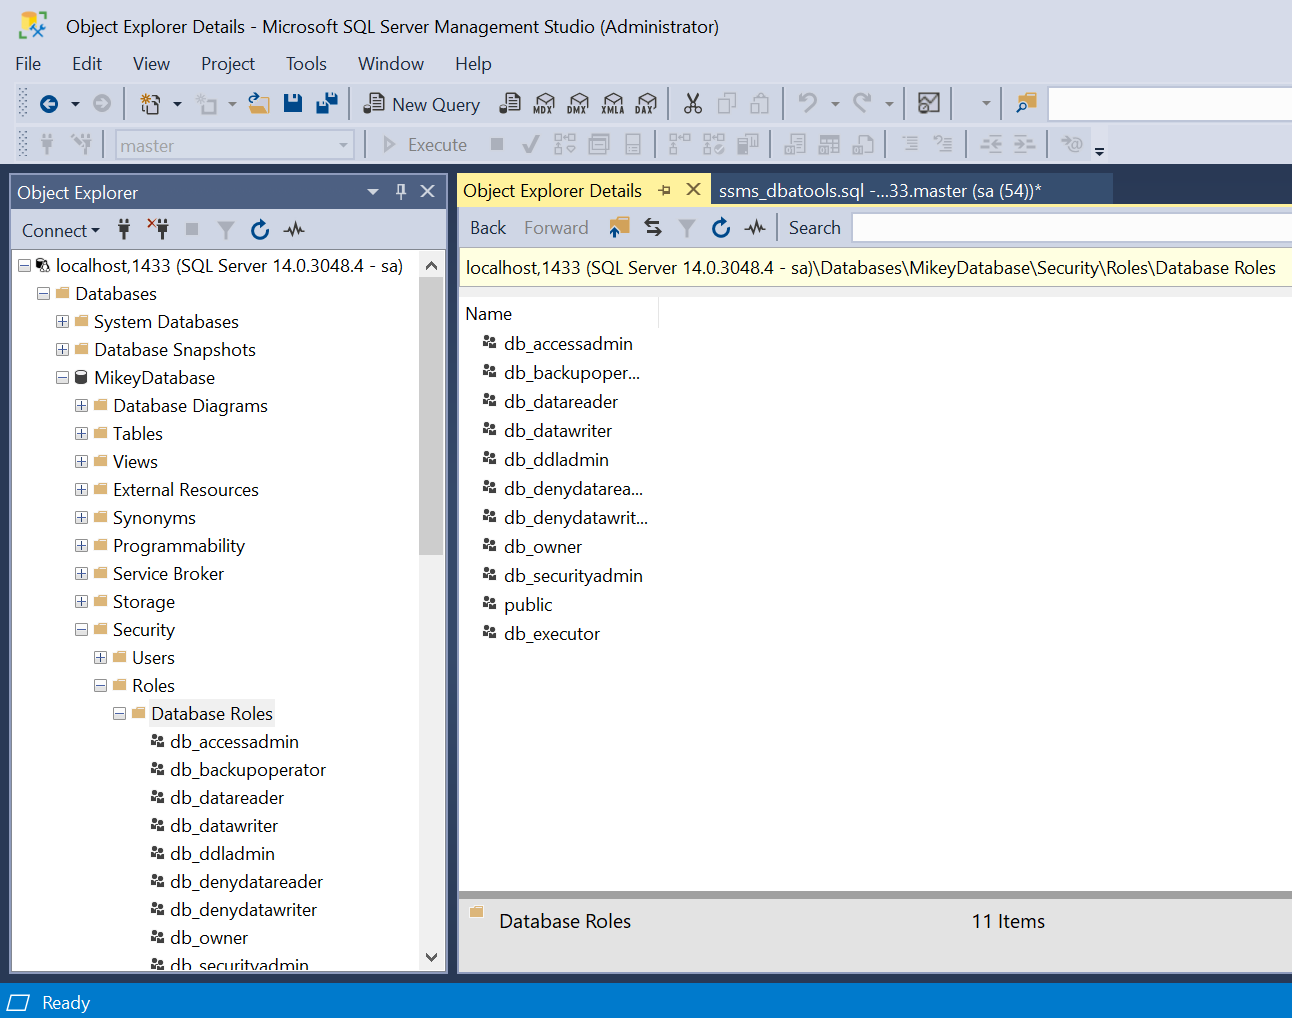 Object Explorer Details - Microsoft SQL Server Management Studio (Administrator)
File Edit View Project Tools Window Help
New Query MDX DMX XMLA DAX
master Execute
Object Explorer
Connect
localhost,1433 (SQL Server 14.0.3048.4 - sa)
Databases
System Databases
Database Snapshots
MikeyDatabase
Database Diagrams
Tables
Views
External Resources
Synonyms
Programmability
Service Broker
Storage
Security
Users
Roles
Database Roles
db_accessadmin
db_backupoperator
db_datareader
db_datawriter
db_ddladmin
db_denydatareader
db_denydatawriter
db_owner
db_securityadmin
Object Explorer Details ssms_dbatools.sql -...33.master (sa (54))*
Back Forward Search
localhost,1433 (SQL Server 14.0.3048.4 - sa)\Databases\MikeyDatabase\Security\Roles\Database Roles
Name
db_accessadmin
db_backupoper...
db_datareader
db_datawriter
db_ddladmin
db_denydatarea...
db_denydatawrit...
db_owner
db_securityadmin
public
db_executor
Database Roles 11 Items
Ready